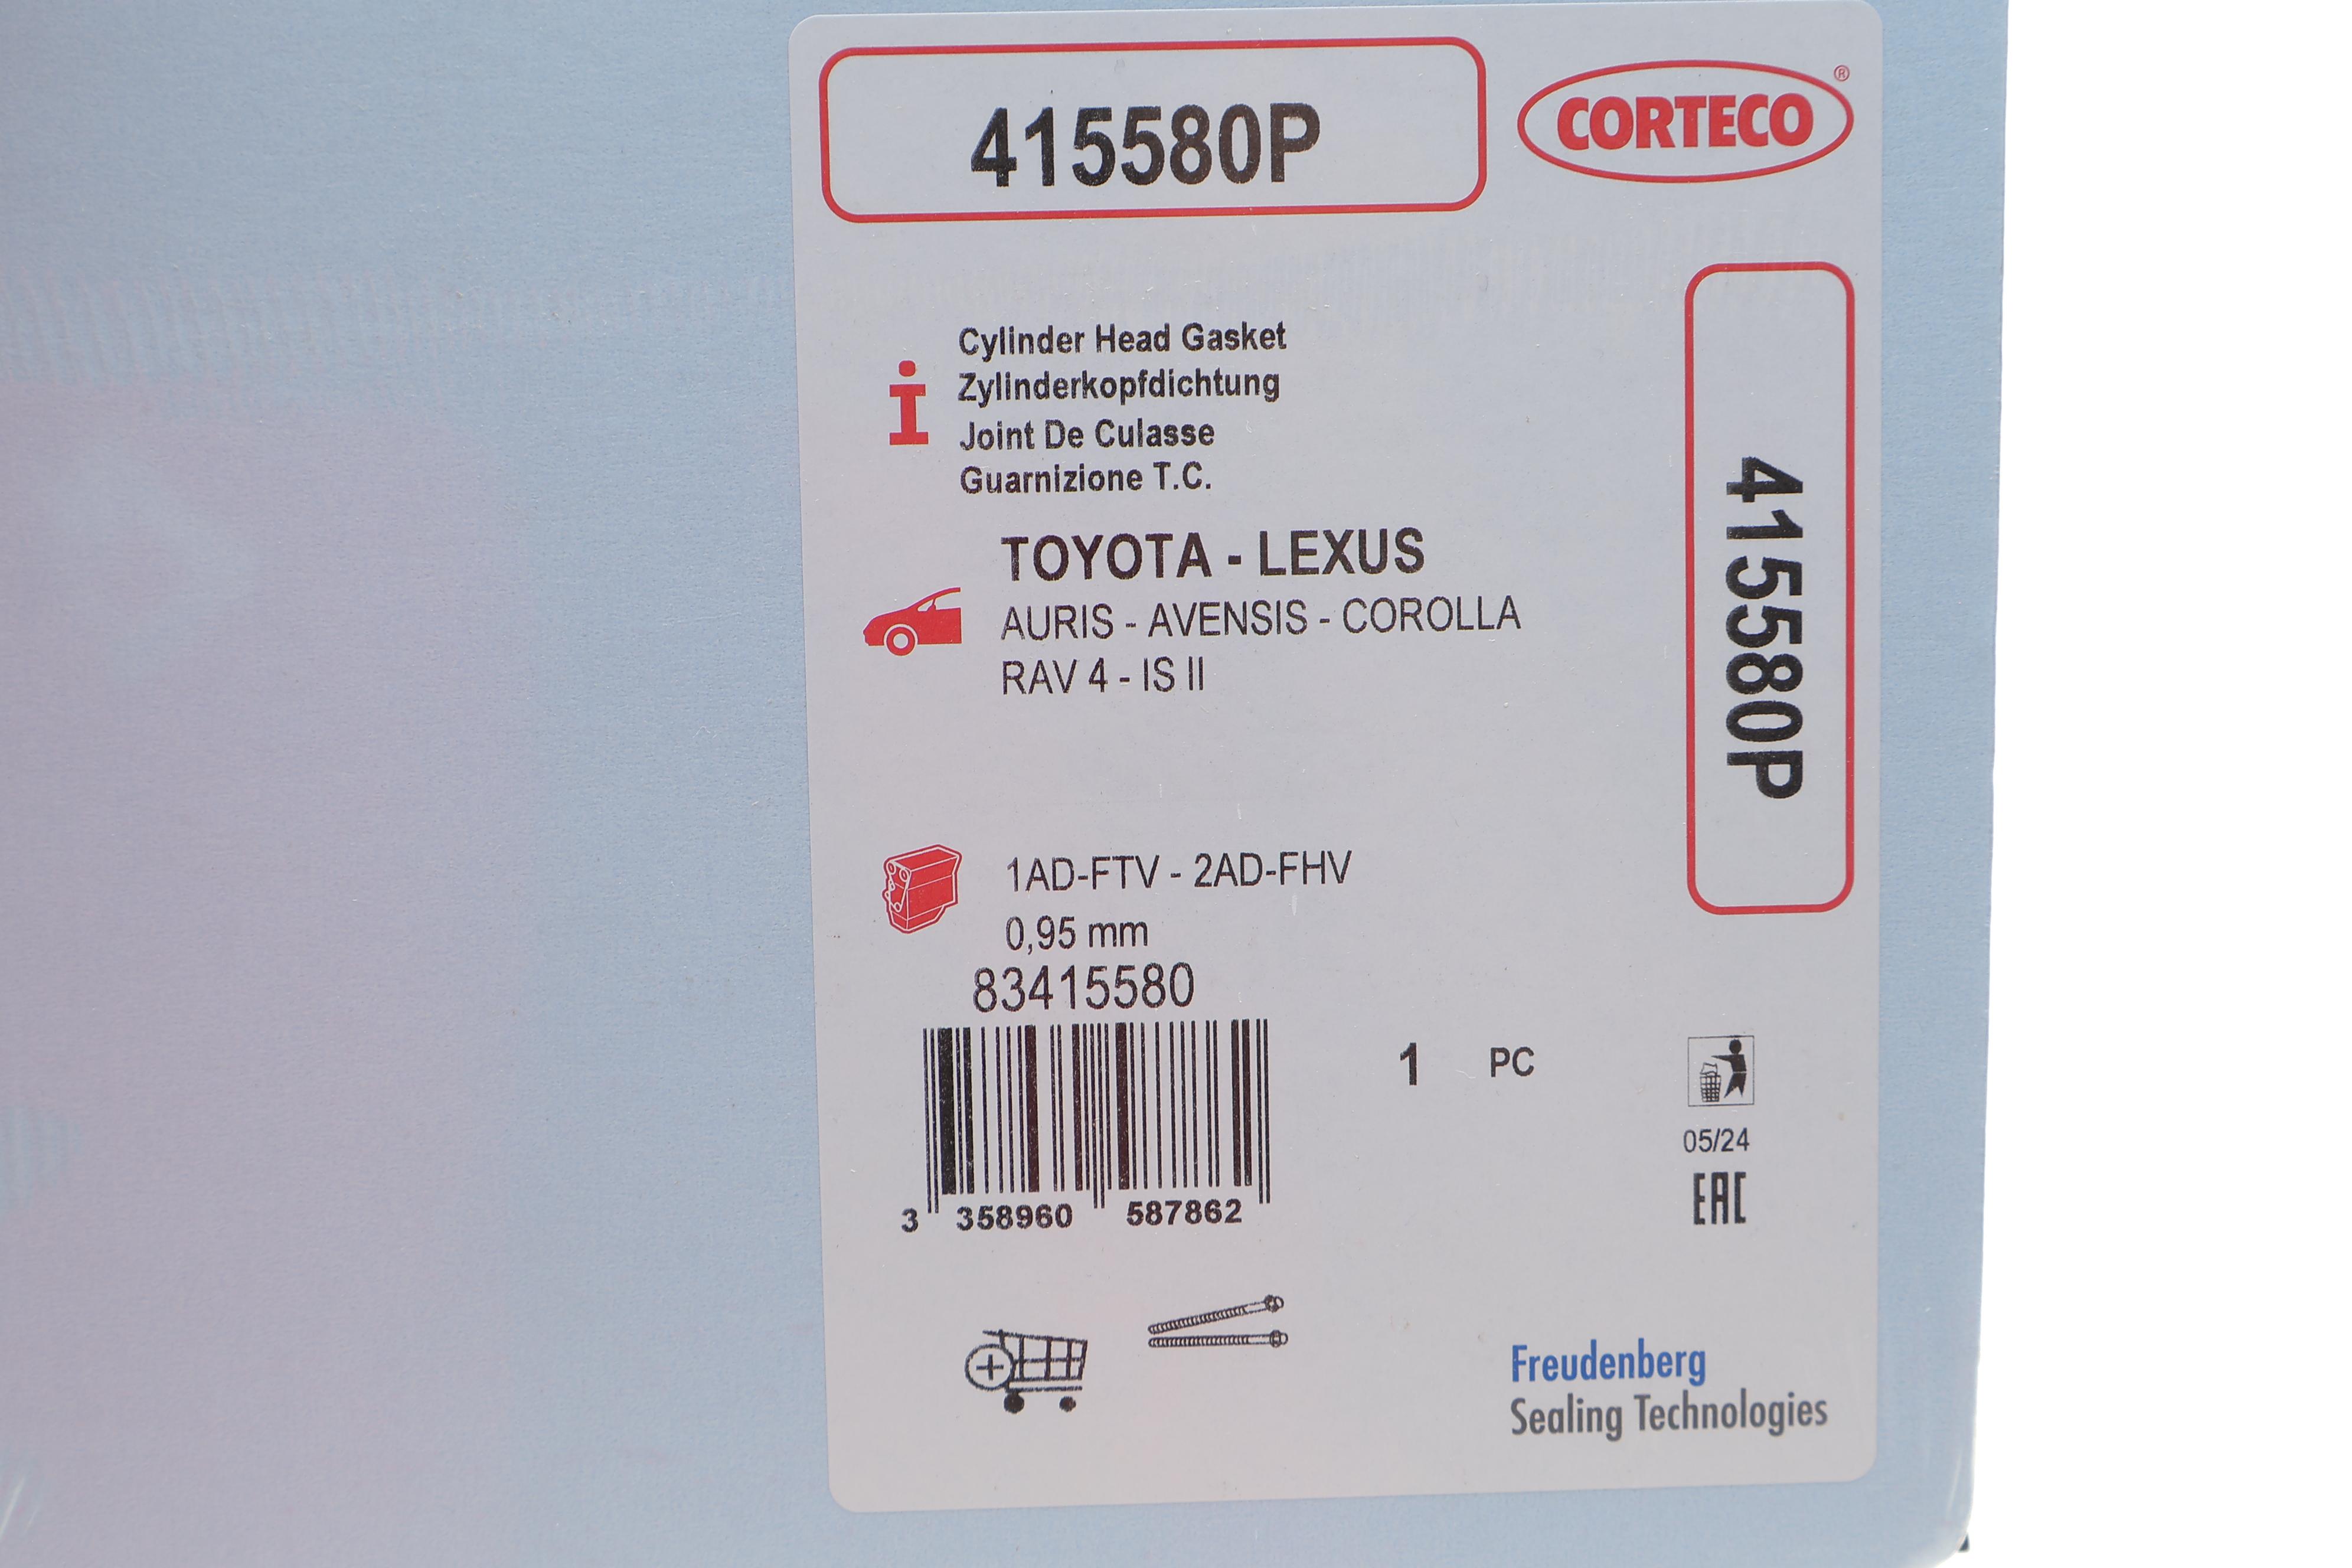 415580P
CORTECO®
Cylinder Head Gasket
Zylinderkopfdichtung
Joint De Culasse
Guarnizione T.C.
TOYOTA - LEXUS
AURIS - AVENSIS - COROLLA
RAV 4 - IS II
415580P
1AD-FTV - 2AD-FHV
0,95 mm
83415580
3 358960 587862
1 PC
05/24
EAC
Freudenberg
Sealing Technologies